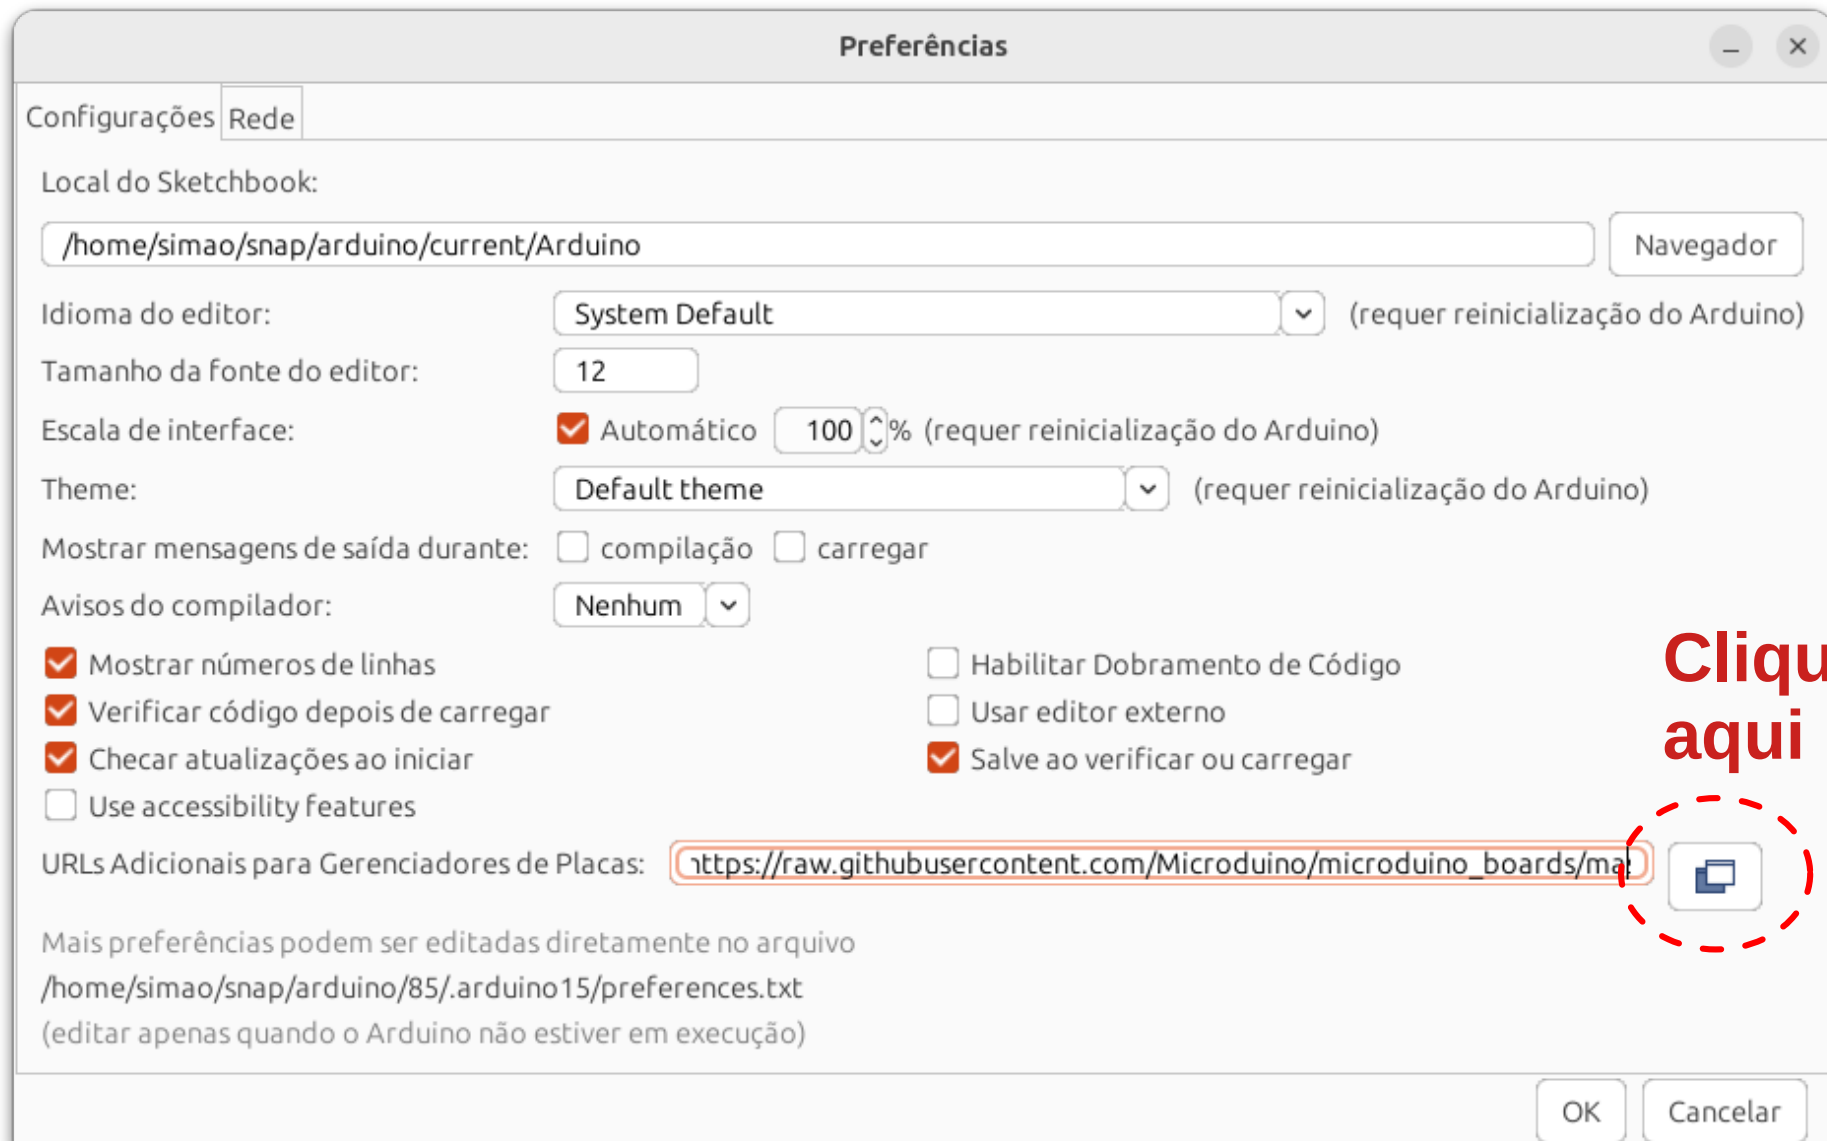 Preferências
Configurações Rede
Local do Sketchbook:
/home/simao/snap/arduino/current/Arduino Navegador
Idioma do editor: System Default (requer reinicialização do Arduino)
Tamanho da fonte do editor: 12
Escala de interface: Automático 100 % (requer reinicialização do Arduino)
Theme: Default theme (requer reinicialização do Arduino)
Mostrar mensagens de saída durante: compilação carregar
Avisos do compilador: Nenhum
Mostrar números de linhas Habilitar Dobramento de Código
Verificar código depois de carregar Usar editor externo
Checar atualizações ao iniciar Salve ao verificar ou carregar
Use accessibility features
Cliqu
aqui
URLs Adicionais para Gerenciadores de Placas: ttps://raw.githubusercontent.com/Microduino/microduino_boards/ma
Mais preferências podem ser editadas diretamente no arquivo
/home/simao/snap/arduino/85/.arduino15/preferences.txt
(editar apenas quando o Arduino não estiver em execução)
OK Cancelar